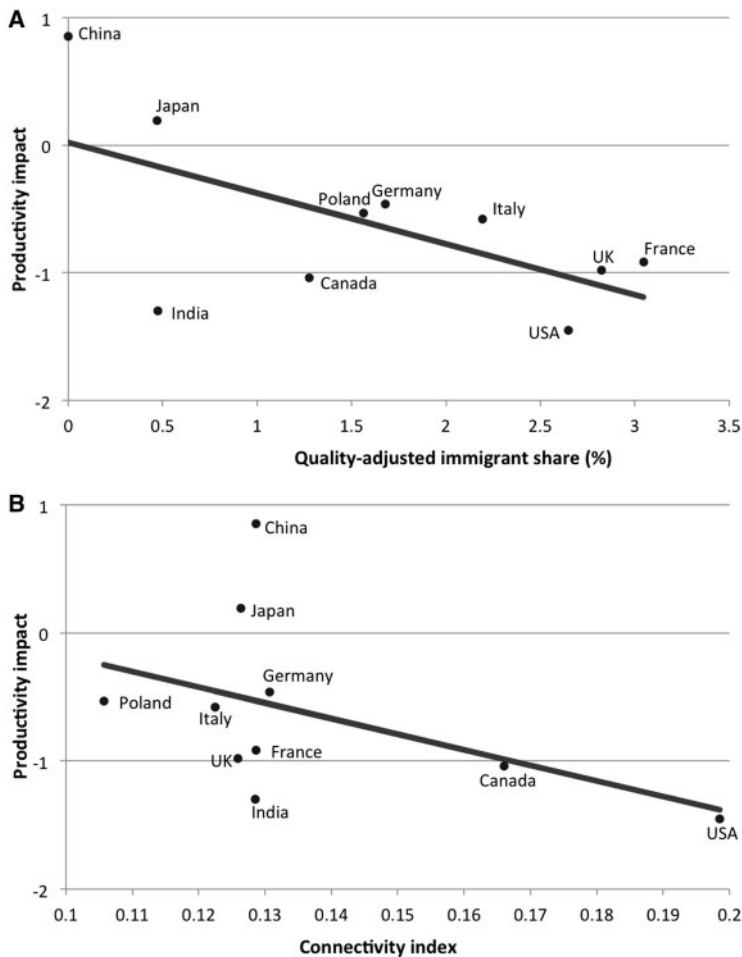 A
1
China
Japan
0
Poland
Germany
Italy
UK
France
-1
Canada
India
USA
-2
0
0.5
1
1.5
2
2.5
3
3.5
Productivity impact
Quality-adjusted immigrant share (%)
B
1
China
Japan
0
Germany
Poland
Italy
UK
France
-1
Canada
India
USA
-2
0.1
0.11
0.12
0.13
0.14
0.15
0.16
0.17
0.18
0.19
0.2
Productivity impact
Connectivity index